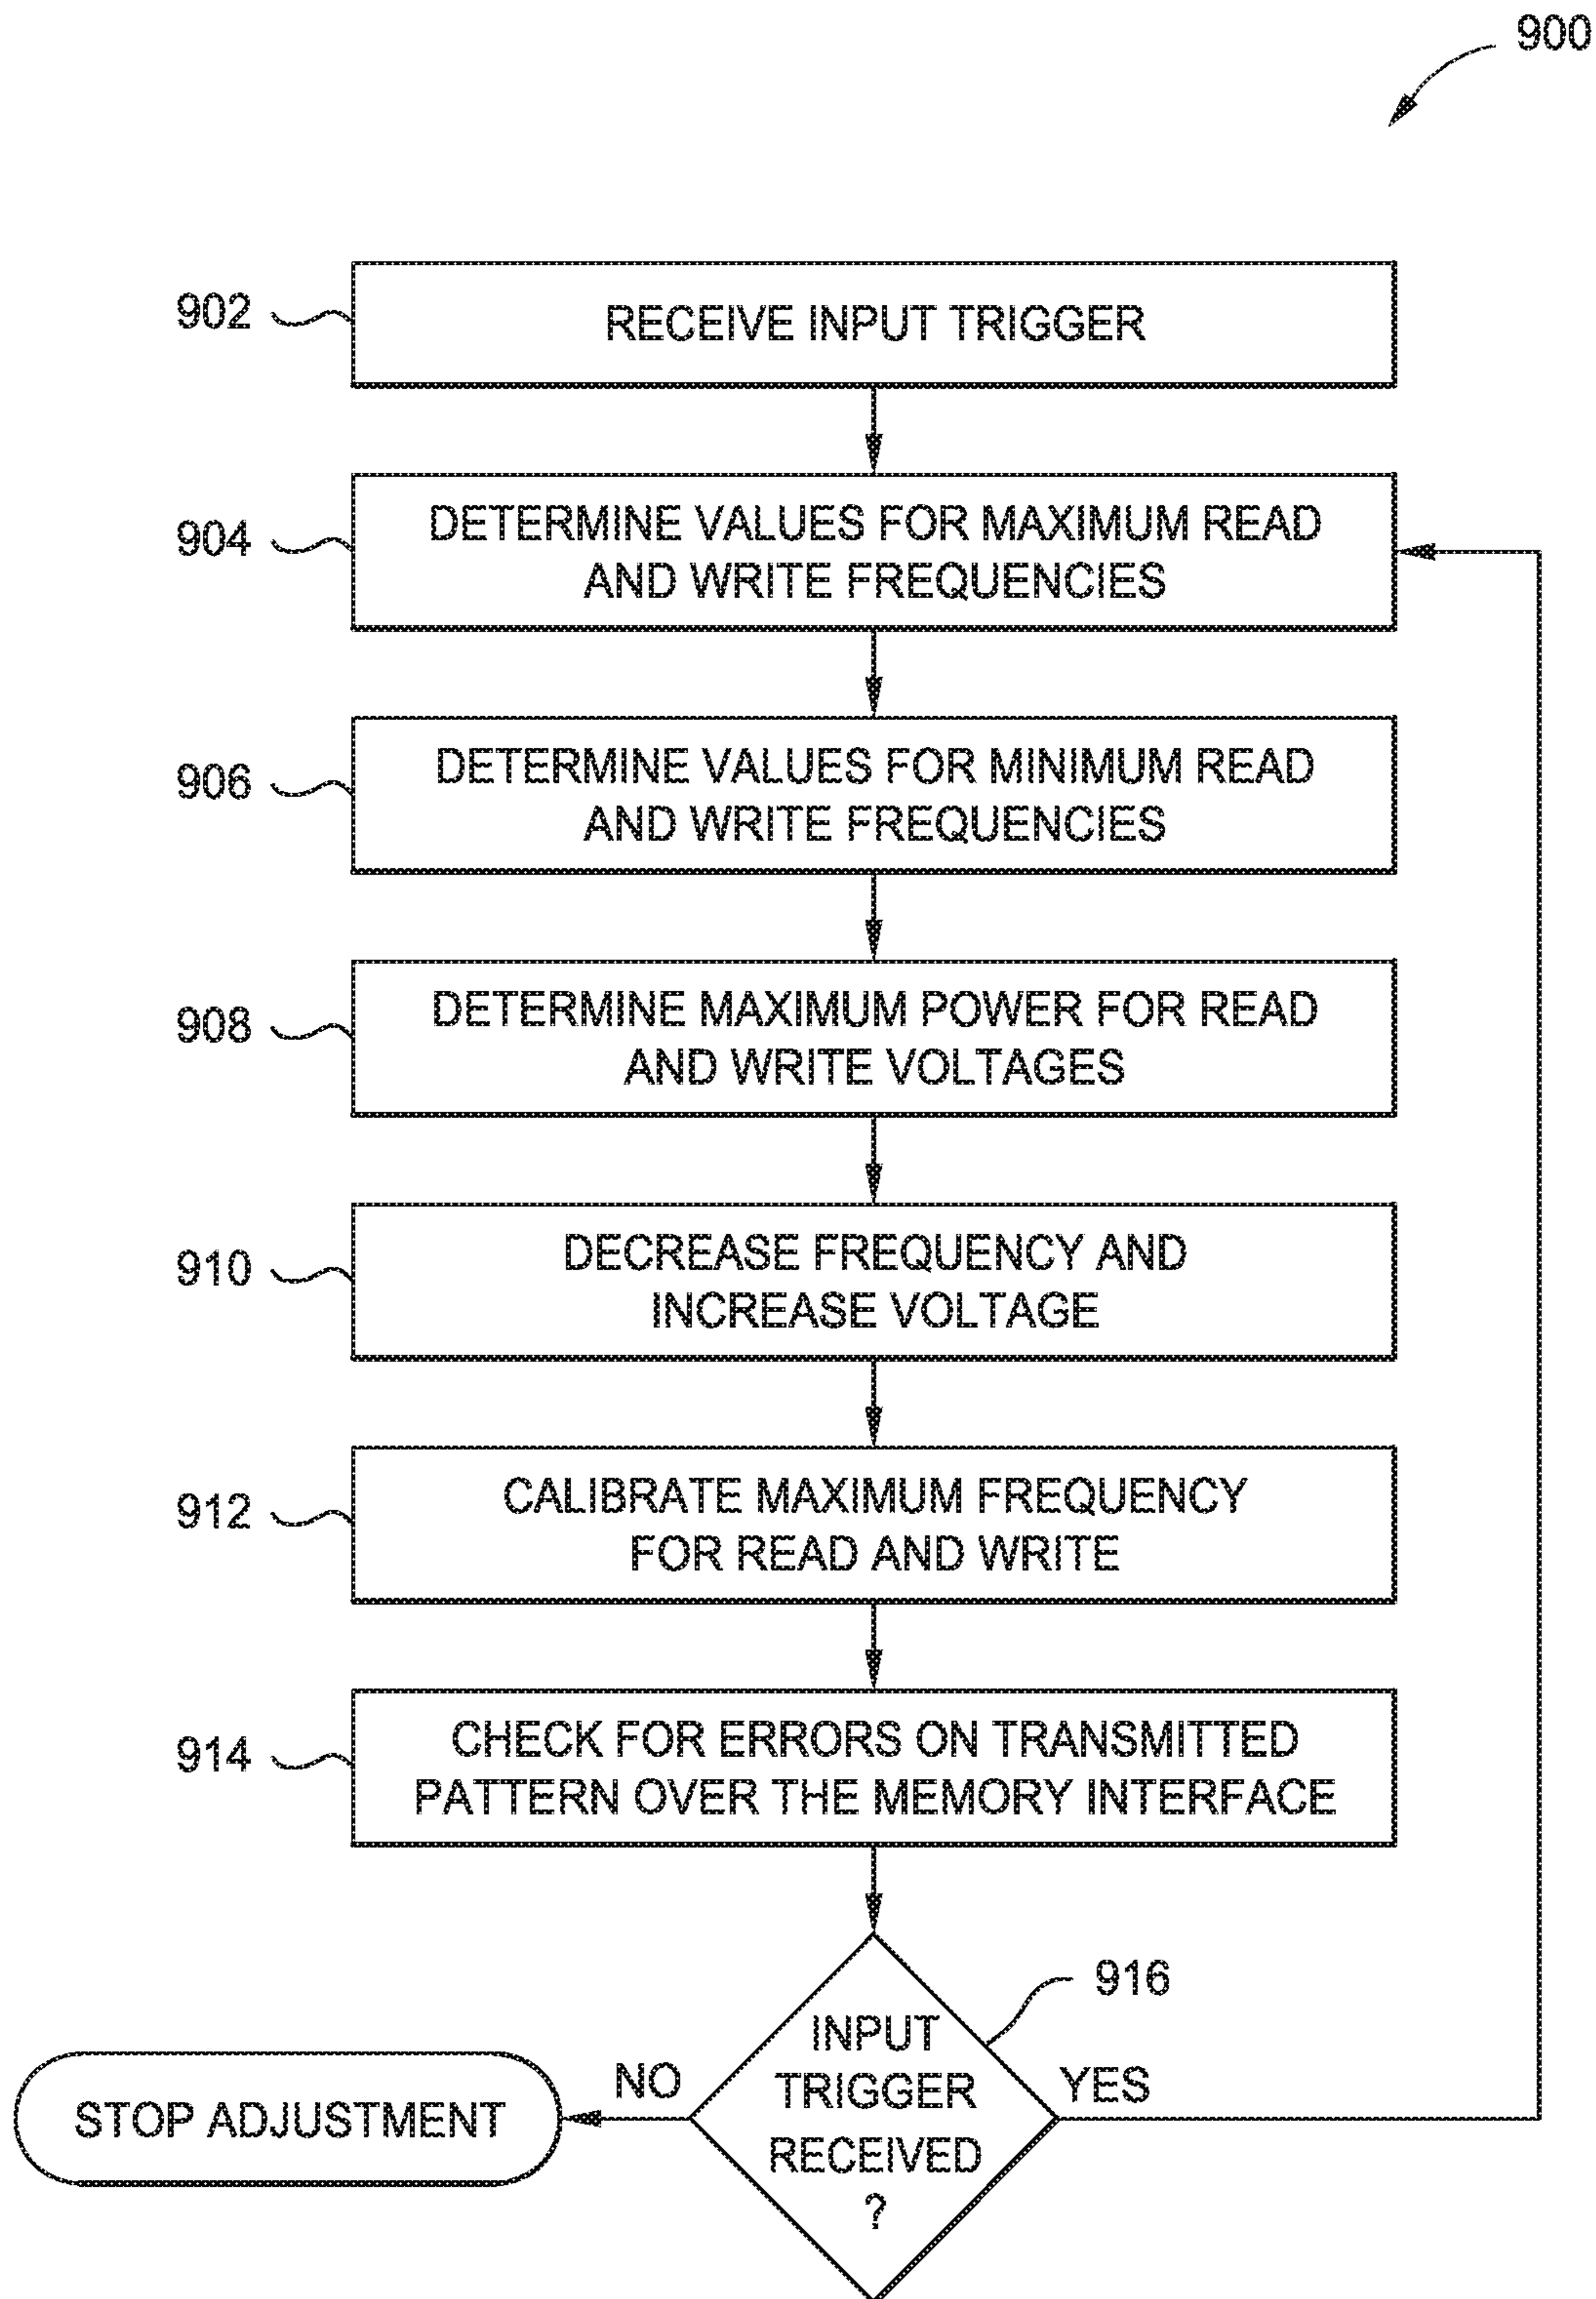 900
902
RECEIVE INPUT TRIGGER
904
DETERMINE VALUES FOR MAXIMUM READ
AND WRITE FREQUENCIES
906
DETERMINE VALUES FOR MINIMUM READ
AND WRITE FREQUENCIES
908
DETERMINE MAXIMUM POWER FOR READ
AND WRITE VOLTAGES
910
DECREASE FREQUENCY AND
INCREASE VOLTAGE
912
CALIBRATE MAXIMUM FREQUENCY
FOR READ AND WRITE
914
CHECK FOR ERRORS ON TRANSMITTED
PATTERN OVER THE MEMORY INTERFACE
916
INPUT
TRIGGER
RECEIVED
?
NO
YES
STOP ADJUSTMENT